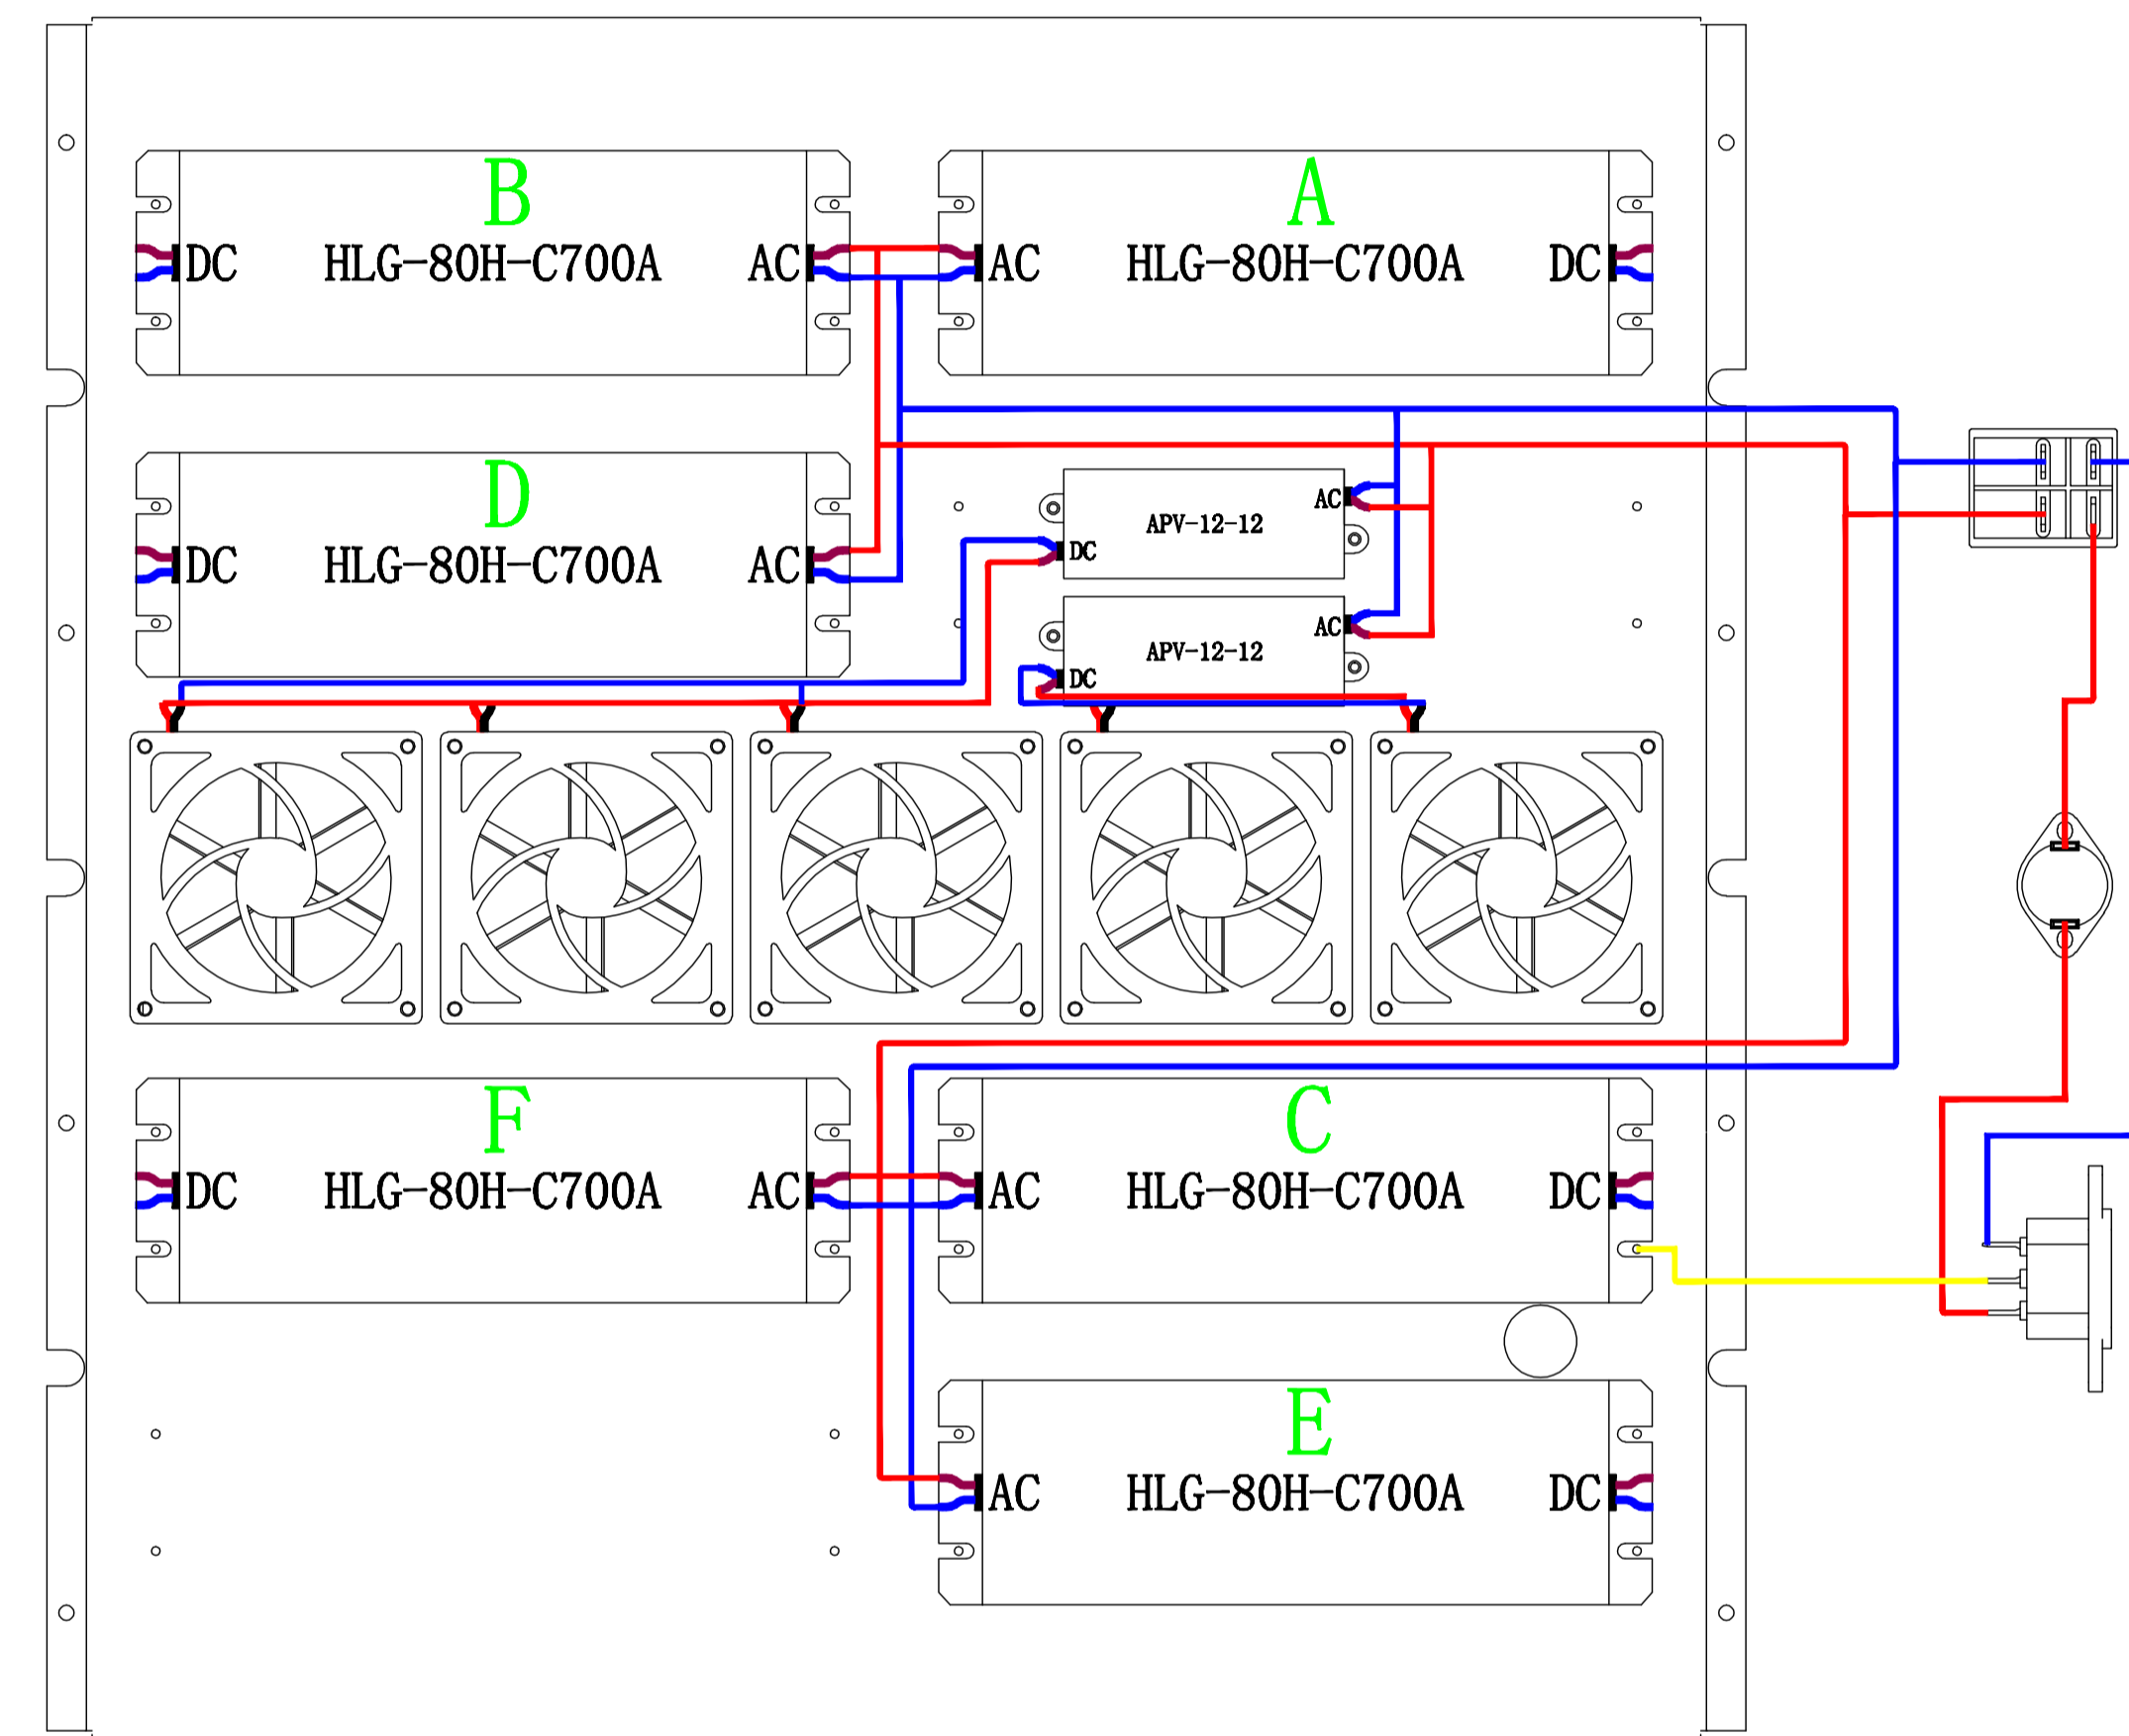 B
A
DC HLG-80H-C700A AC
AC HLG-80H-C700A DC
D
DC HLG-80H-C700A AC
AC
APV-12-12
DC
AC
APV-12-12
DC
F
C
DC HLG-80H-C700A AC
AC HLG-80H-C700A DC
E
AC HLG-80H-C700A DC